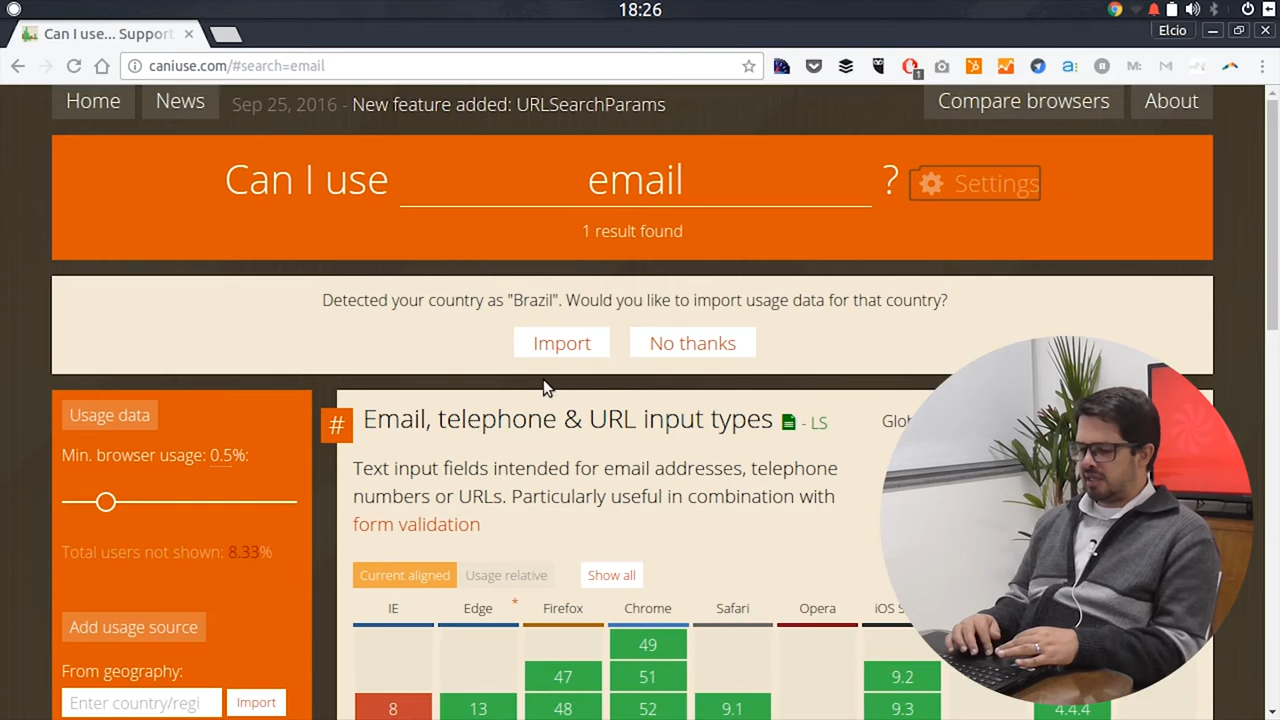 18:26
Can I use... Support
Elcio
caniuse.com/#search=email
1
Home
News
Sep 25, 2016 - New feature added: URLSearchParams
Compare browsers
About
Can I use email ? Settings
1 result found
Detected your country as "Brazil". Would you like to import usage data for that country?
Import
No thanks
Usage data
Min. browser usage: 0.5%:
Total users not shown: 8.33%
Add usage source
From geography:
Enter country/regi
Import
# Email, telephone & URL input types - LS
Glob
Text input fields intended for email addresses, telephone
numbers or URLs. Particularly useful in combination with
form validation
Current aligned
Usage relative
Show all
IE Edge * Firefox Chrome Safari Opera iOS S
49
47 51 9.2
8 13 48 52 9.1 9.3 4.4.4